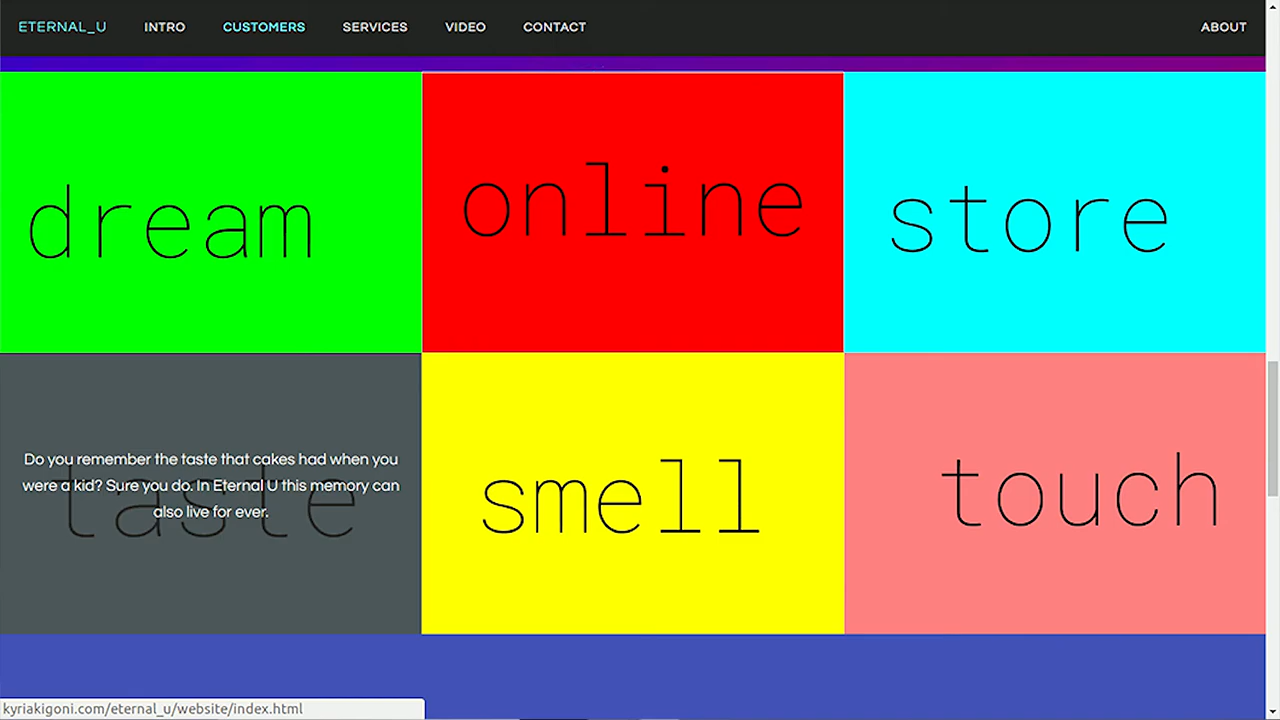 ETERNAL_U INTRO CUSTOMERS SERVICES VIDEO CONTACT ABOUT
dream online store
Do you remember the taste that cakes had when you
were a kid? Sure you do. In Eternal U this memory can
also live for ever.
taste smell touch
kyriakigoni.com/eternal_u/website/index.html